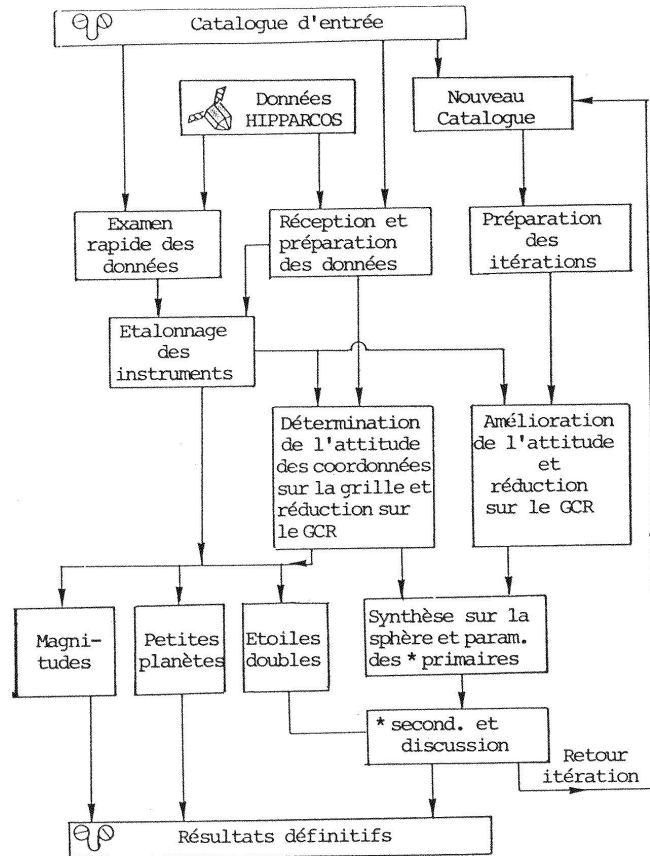 Catalogue d'entrée
Données
HIPPARCOS
Nouveau
Catalogue
Examen
rapide des
données
Réception et
préparation
des données
Préparation
des
itérations
Etalonnage
des
instruments
Détermination
de l'attitude
des coordonnées
sur la grille et
réduction sur
le GCR
Amélioration
de l'attitude
et
réduction
sur le GCR
Magni-
tudes
Petites
planètes
Etoiles
doubles
Synthèse sur la
sphère et param.
des * primaires
* second. et
discussion
Retour
itération
Résultats définitifs